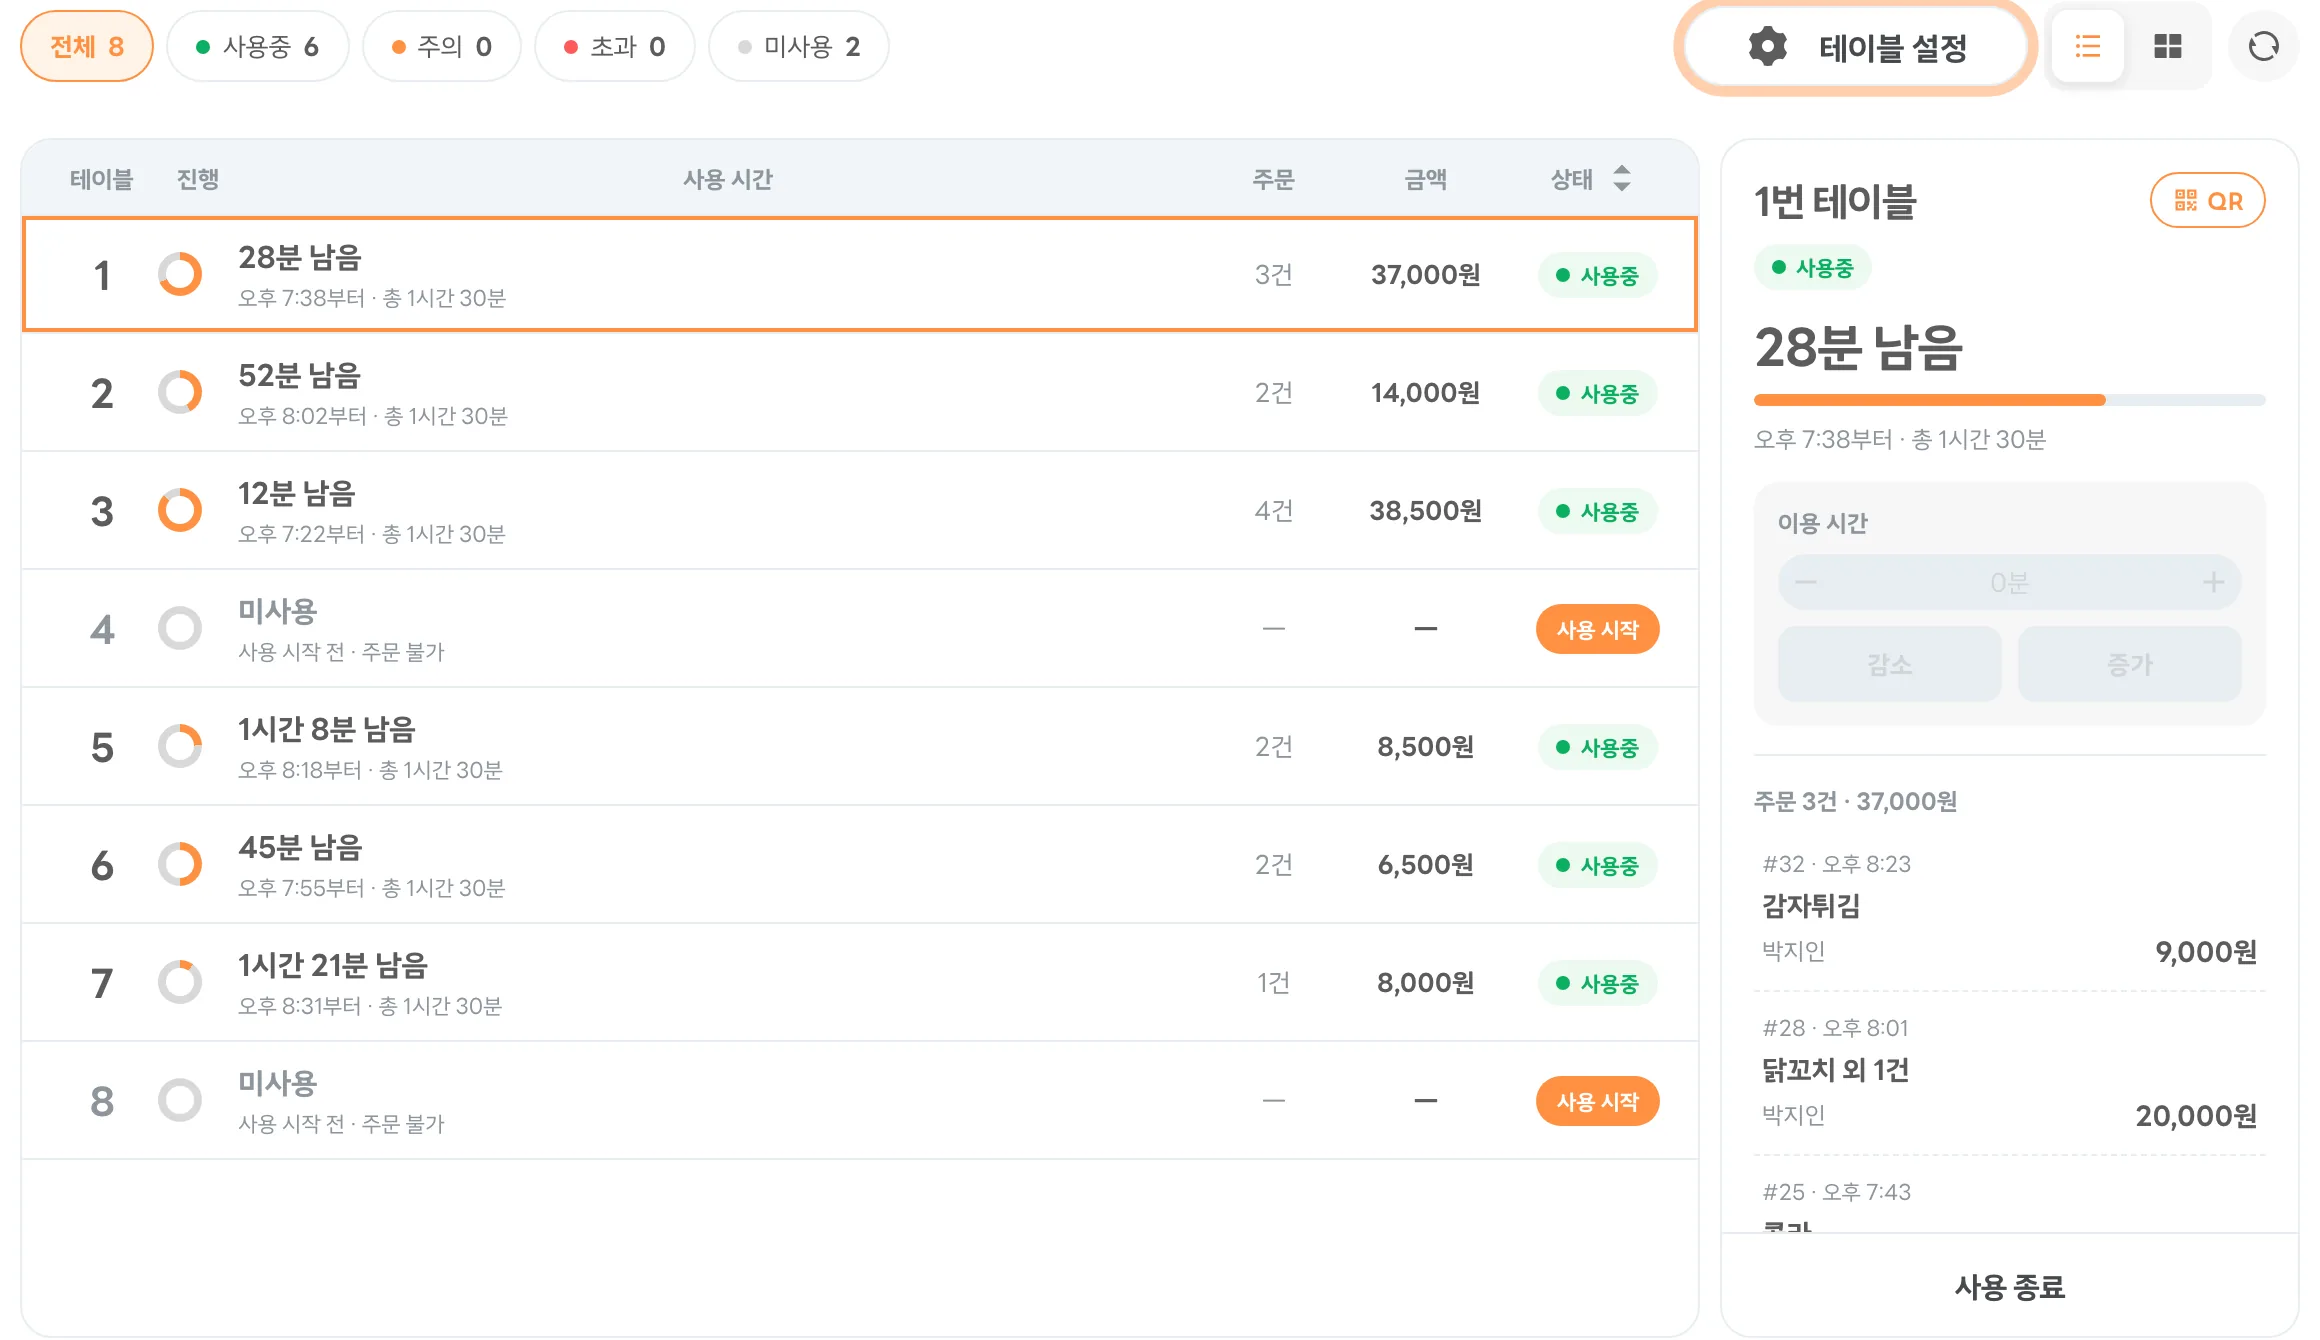 전체 8
사용중 6
주의 0
초과 0
미사용 2
테이블 설정
테이블 진행 사용 시간 주문 금액 상태
1 28분 남음 3건 37,000원 사용중
오후 7:38부터 · 총 1시간 30분
2 52분 남음 2건 14,000원 사용중
오후 8:02부터 · 총 1시간 30분
3 12분 남음 4건 38,500원 사용중
오후 7:22부터 · 총 1시간 30분
4 미사용 — — 사용 시작
사용 시작 전 · 주문 불가
5 1시간 8분 남음 2건 8,500원 사용중
오후 8:18부터 · 총 1시간 30분
6 45분 남음 2건 6,500원 사용중
오후 7:55부터 · 총 1시간 30분
7 1시간 21분 남음 1건 8,000원 사용중
오후 8:31부터 · 총 1시간 30분
8 미사용 — — 사용 시작
사용 시작 전 · 주문 불가
1번 테이블
QR
사용중
28분 남음
오후 7:38부터 · 총 1시간 30분
이용 시간
− 0분 +
감소 증가
주문 3건 · 37,000원
#32 · 오후 8:23
감자튀김
박지인 9,000원
#28 · 오후 8:01
닭꼬치 외 1건
박지인 20,000원
#25 · 오후 7:43
사용 종료